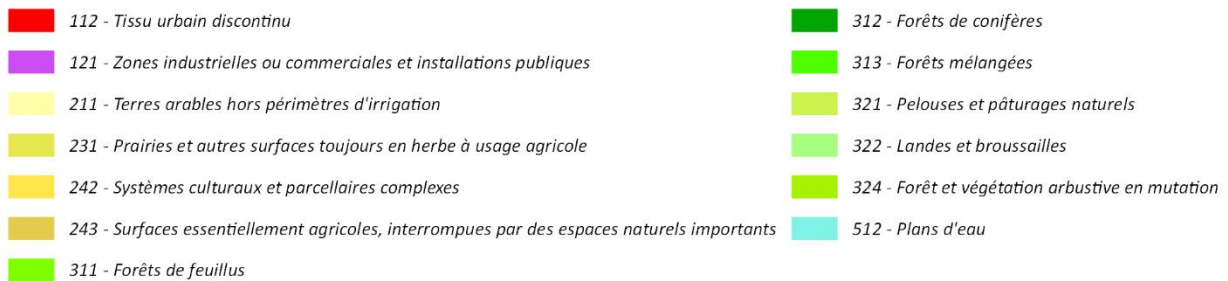 112 - Tissu urbain discontinu
121 - Zones industrielles ou commerciales et installations publiques
211 - Terres arables hors périmètres d'irrigation
231 - Prairies et autres surfaces toujours en herbe à usage agricole
242 - Systèmes culturaux et parcellaires complexes
243 - Surfaces essentiellement agricoles, interrompues par des espaces naturels importants
311 - Forêts de feuillus
312 - Forêts de conifères
313 - Forêts mélangées
321 - Pelouses et pâturages naturels
322 - Landes et broussailles
324 - Forêt et végétation arbustive en mutation
512 - Plans d'eau